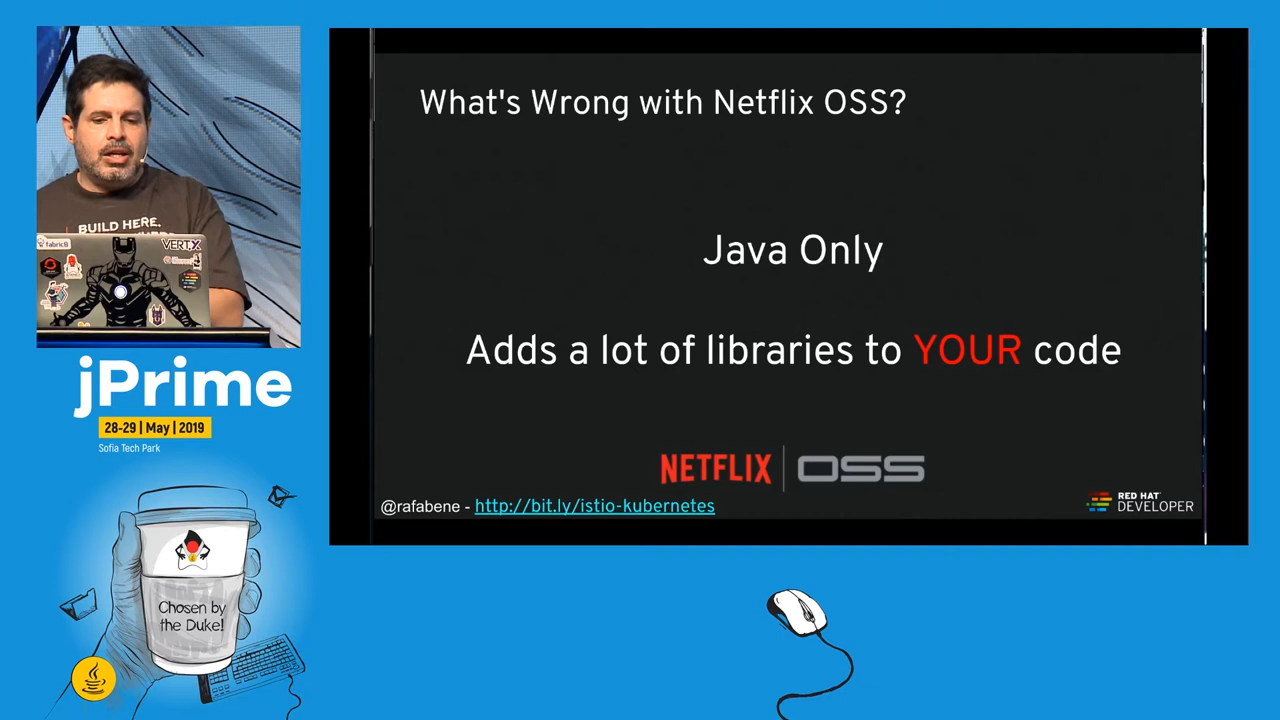 What's Wrong with Netflix OSS?
Java Only
Adds a lot of libraries to YOUR code
NETFLIX | OSS
@rafabene - http://bit.ly/istio-kubernetes
RED HAT
DEVELOPER
BUILD HERE.
fabric8
VERT.X
jPrime
28-29 | May | 2019
Sofia Tech Park
Chosen by
the Duke!